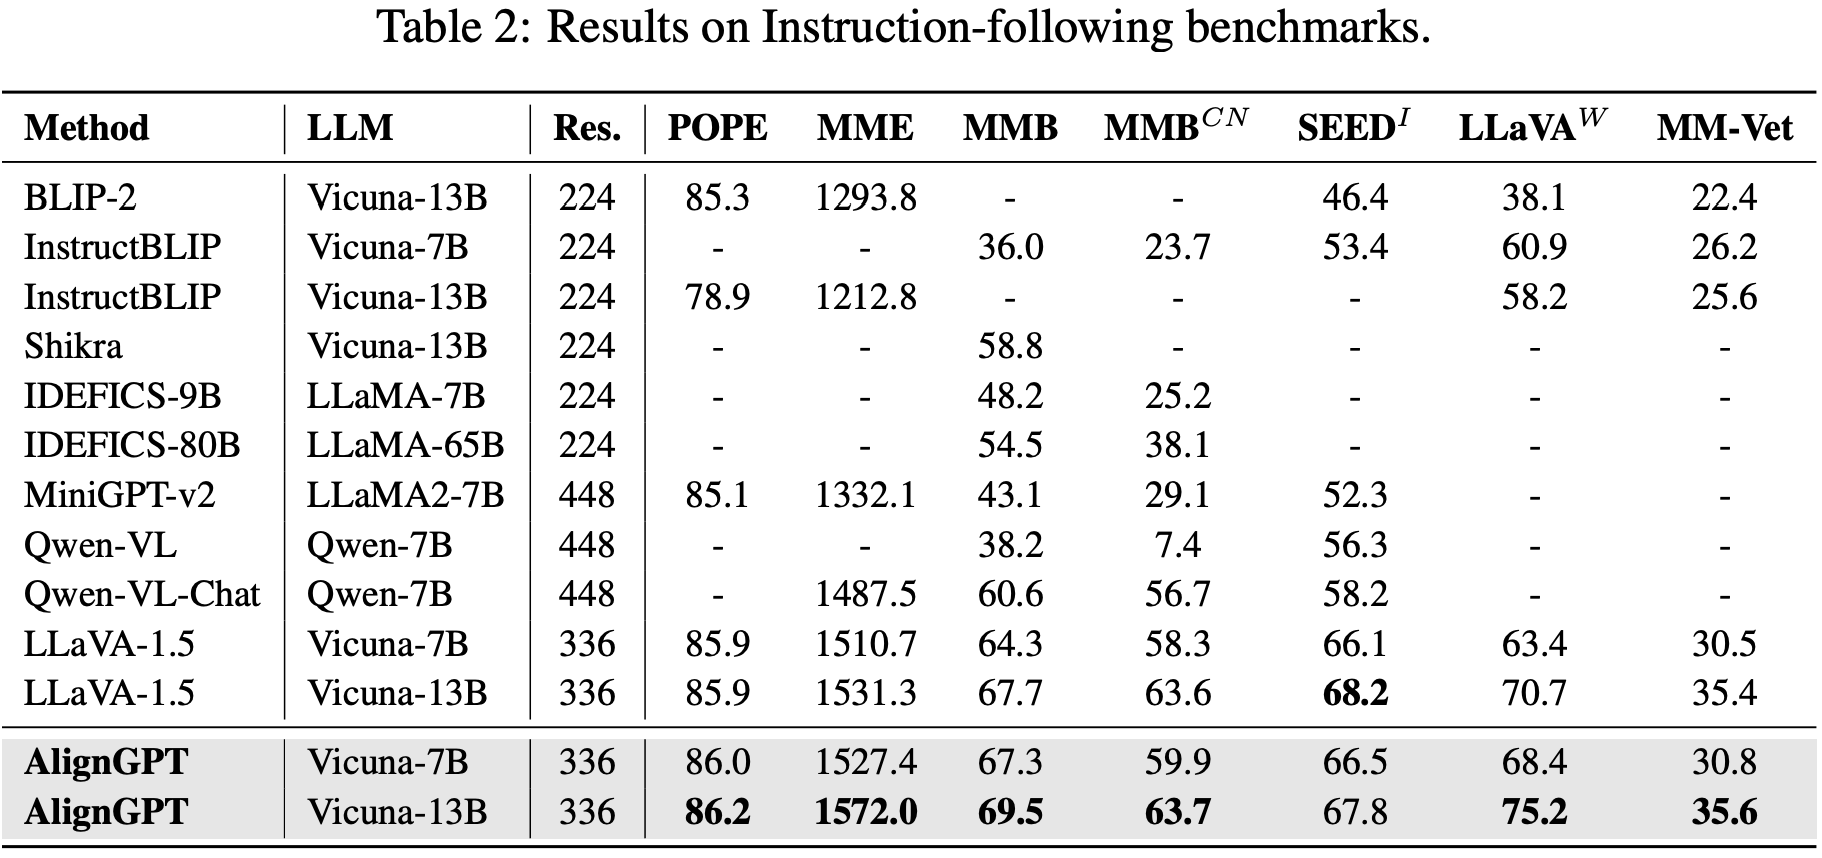 Table 2: Results on Instruction-following benchmarks.
Method LLM Res. POPE MME MMB MMB^CN SEED^I LLaVA^W MM-Vet
BLIP-2 Vicuna-13B 224 85.3 1293.8 - - 46.4 38.1 22.4
InstructBLIP Vicuna-7B 224 - - 36.0 23.7 53.4 60.9 26.2
InstructBLIP Vicuna-13B 224 78.9 1212.8 - - - 58.2 25.6
Shikra Vicuna-13B 224 - - 58.8 - - - -
IDEFICS-9B LLaMA-7B 224 - - 48.2 25.2 - - -
IDEFICS-80B LLaMA-65B 224 - - 54.5 38.1 - - -
MiniGPT-v2 LLaMA2-7B 448 85.1 1332.1 43.1 29.1 52.3 - -
Qwen-VL Qwen-7B 448 - - 38.2 7.4 56.3 - -
Qwen-VL-Chat Qwen-7B 448 - 1487.5 60.6 56.7 58.2 - -
LLaVA-1.5 Vicuna-7B 336 85.9 1510.7 64.3 58.3 66.1 63.4 30.5
LLaVA-1.5 Vicuna-13B 336 85.9 1531.3 67.7 63.6 68.2 70.7 35.4
AlignGPT Vicuna-7B 336 86.0 1527.4 67.3 59.9 66.5 68.4 30.8
AlignGPT Vicuna-13B 336 86.2 1572.0 69.5 63.7 67.8 75.2 35.6